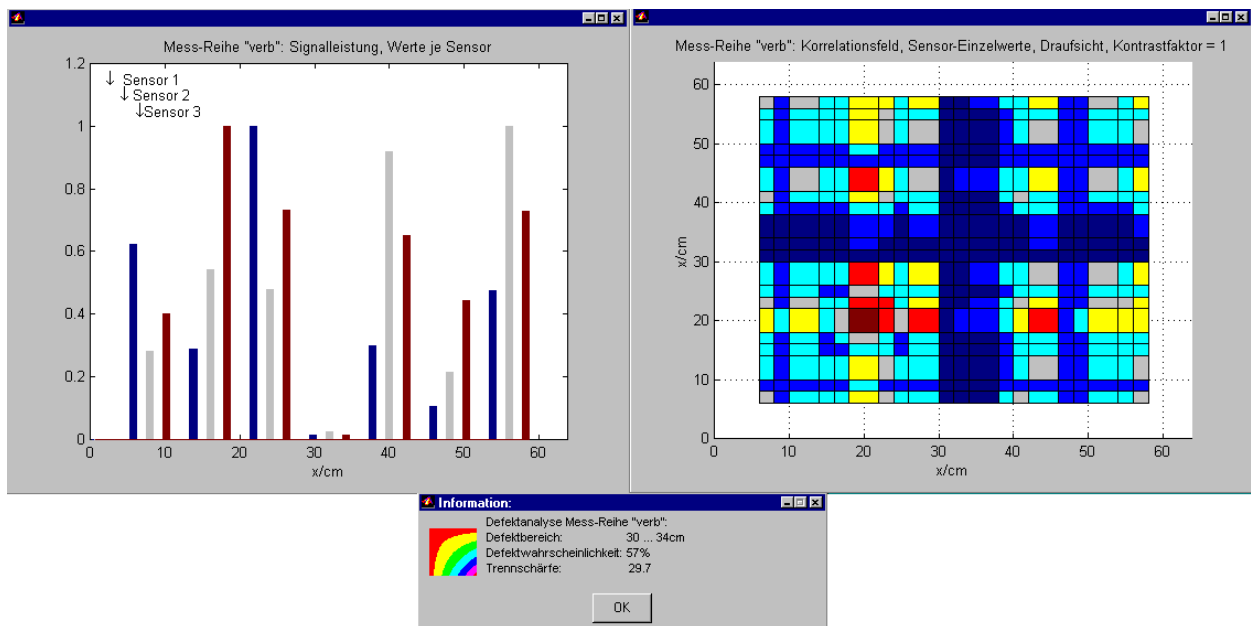 Mess-Reihe "verb": Signalleistung, Werte je Sensor
1.2
1
0.8
0.6
0.4
0.2
0
↓ Sensor 1
↓ Sensor 2
↓Sensor 3
0 10 20 30 40 50 60
x/cm
Mess-Reihe "verb": Korrelationsfeld, Sensor-Einzelwerte, Draufsicht, Kontrastfaktor = 1
60
50
40
30
20
10
0
x/cm
0 10 20 30 40 50 60
x/cm
Information:
Defektanalyse Mess-Reihe "verb":
Defektbereich: 30 ... 34cm
Defektwahrscheinlichkeit: 57%
Trennschärfe: 29.7
OK